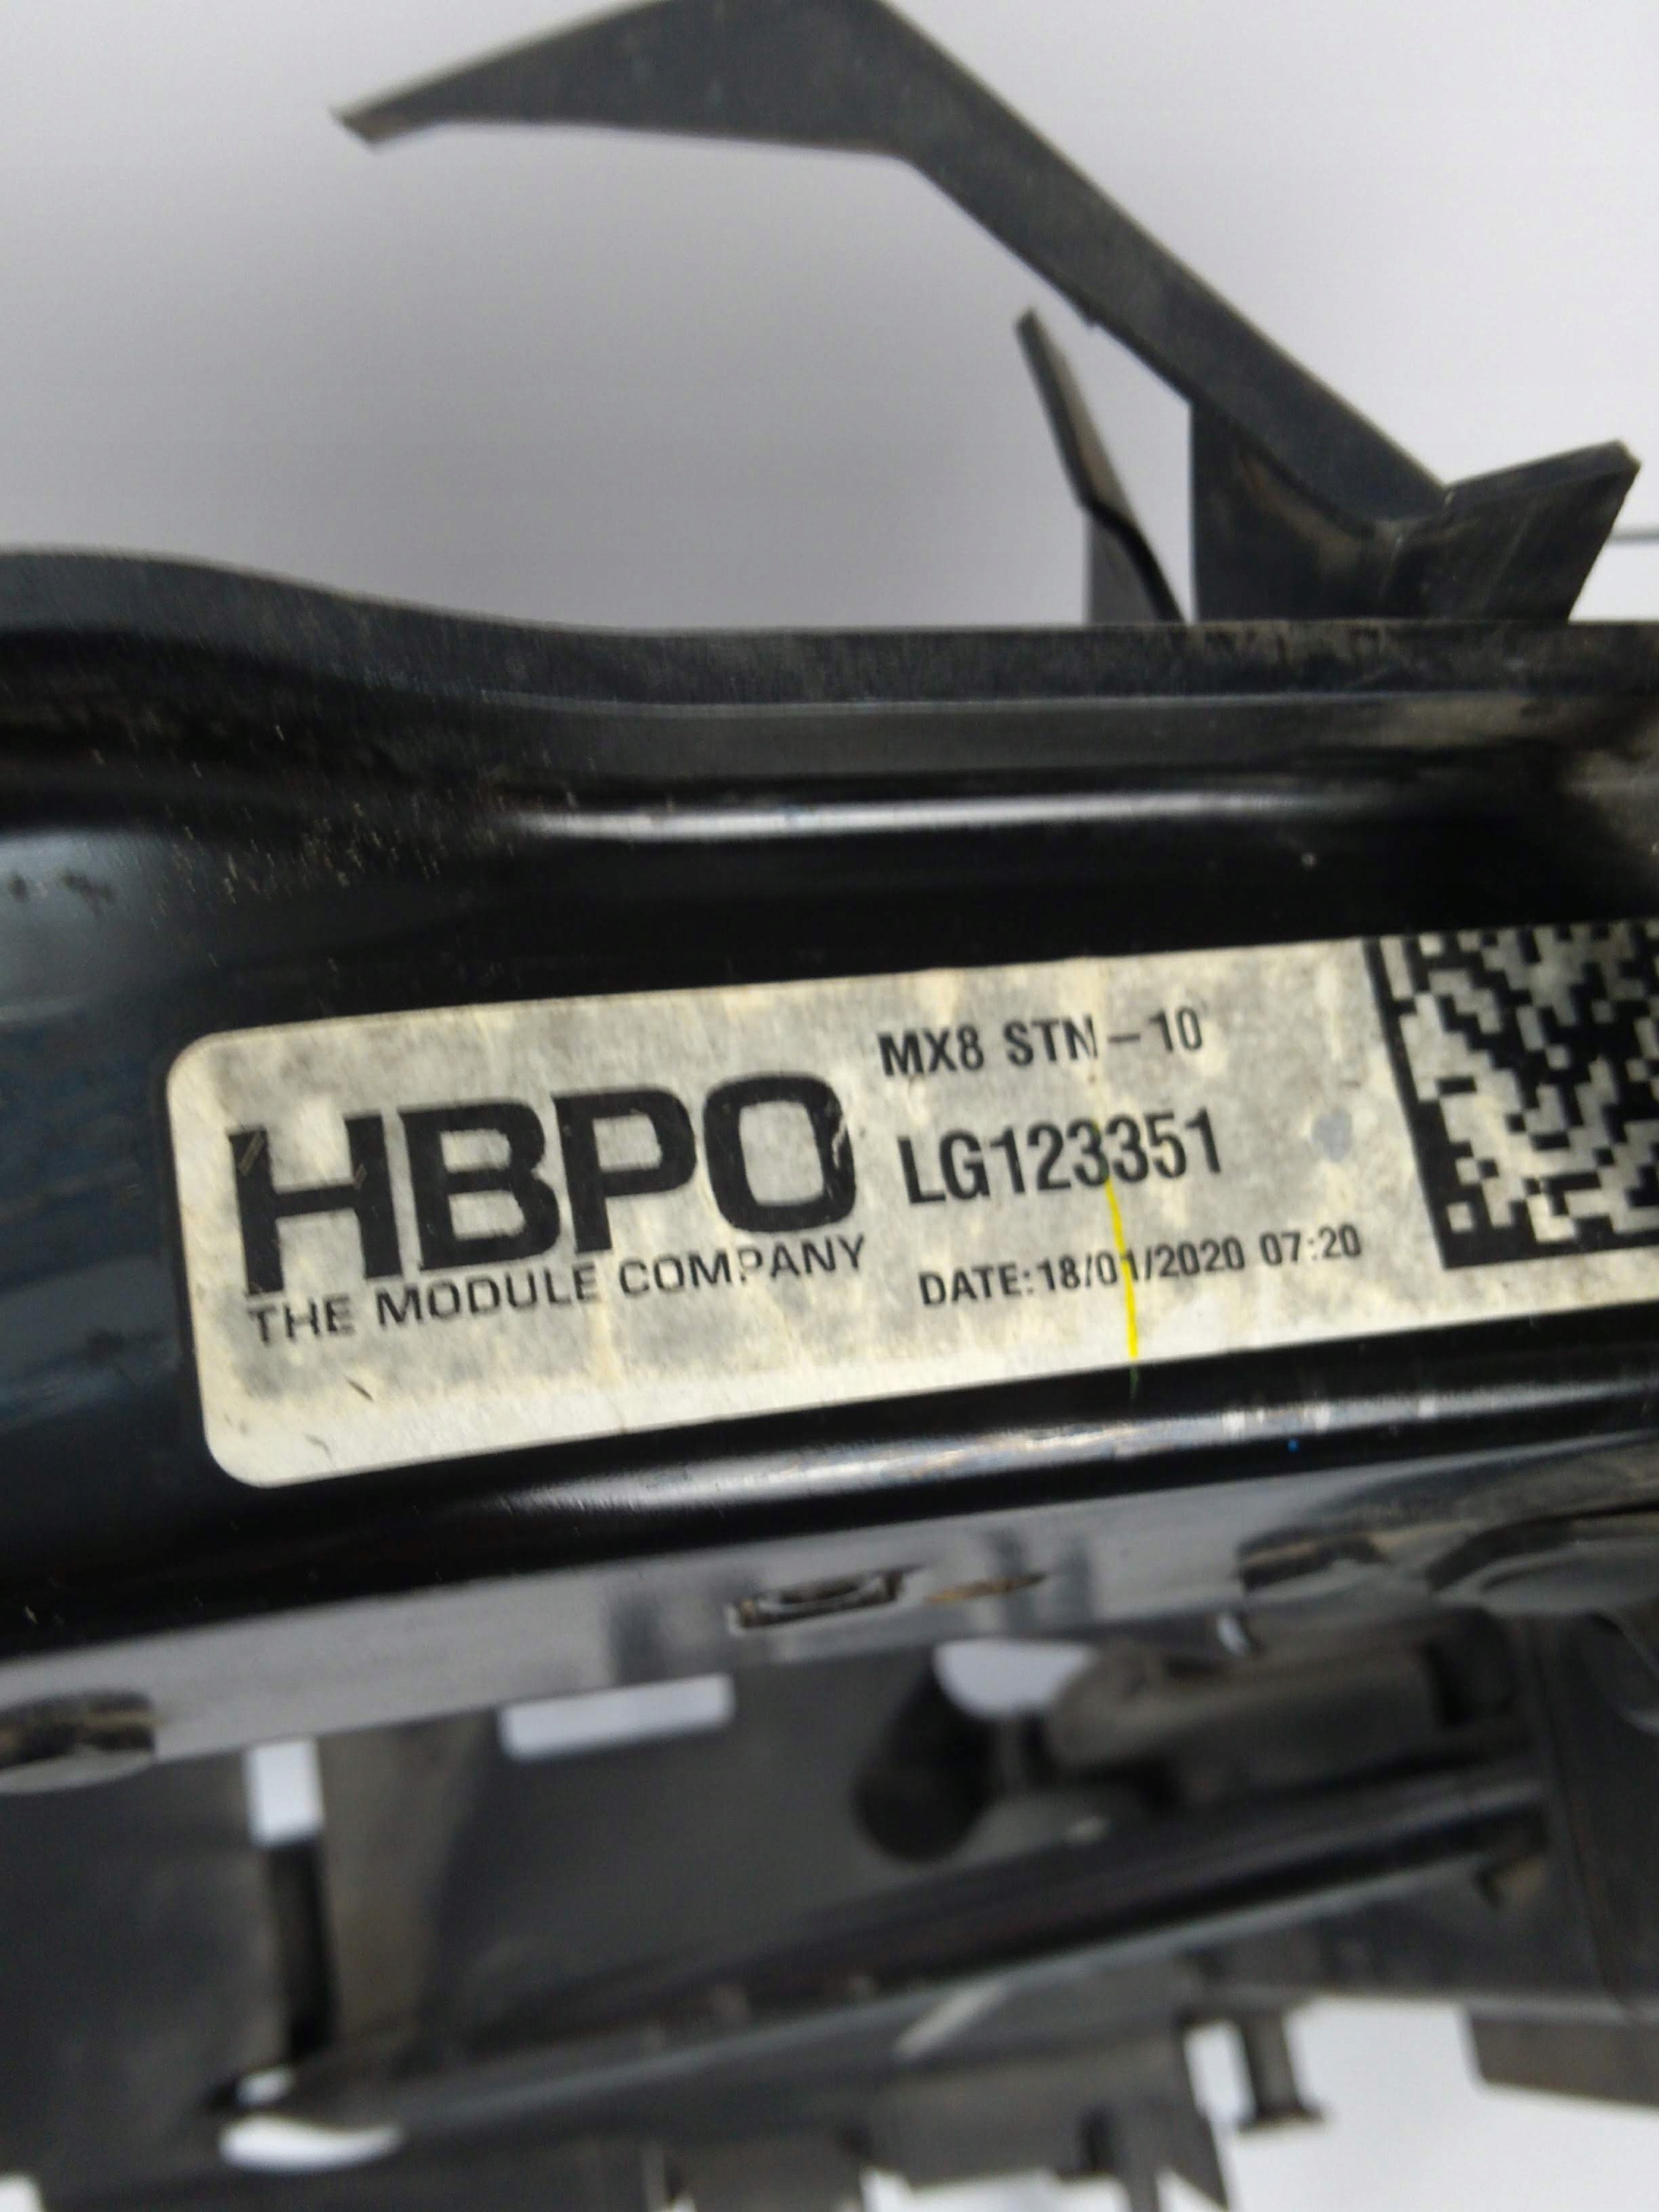 HBPO
THE MODULE COMPANY
MX8 STN-10
LG123351
DATE:18/01/2020 07:20